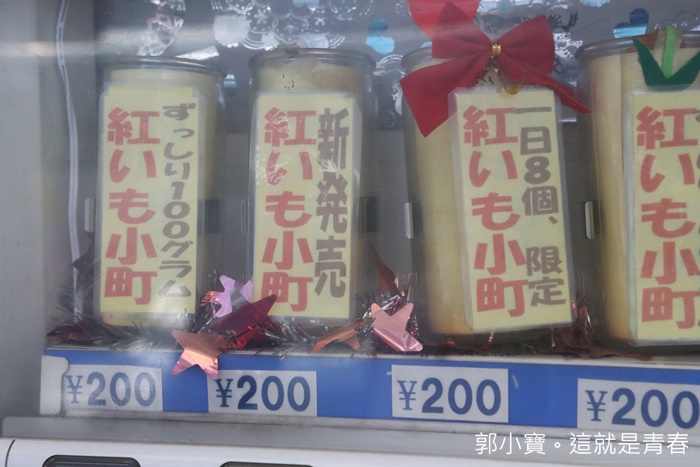 ずっしり100グラム
紅いも小町
新発売
紅いも小町
一日8個、限定
紅いも小町
紅いも小町
¥200
¥200
¥200
¥200
郭小寶。這就是青春